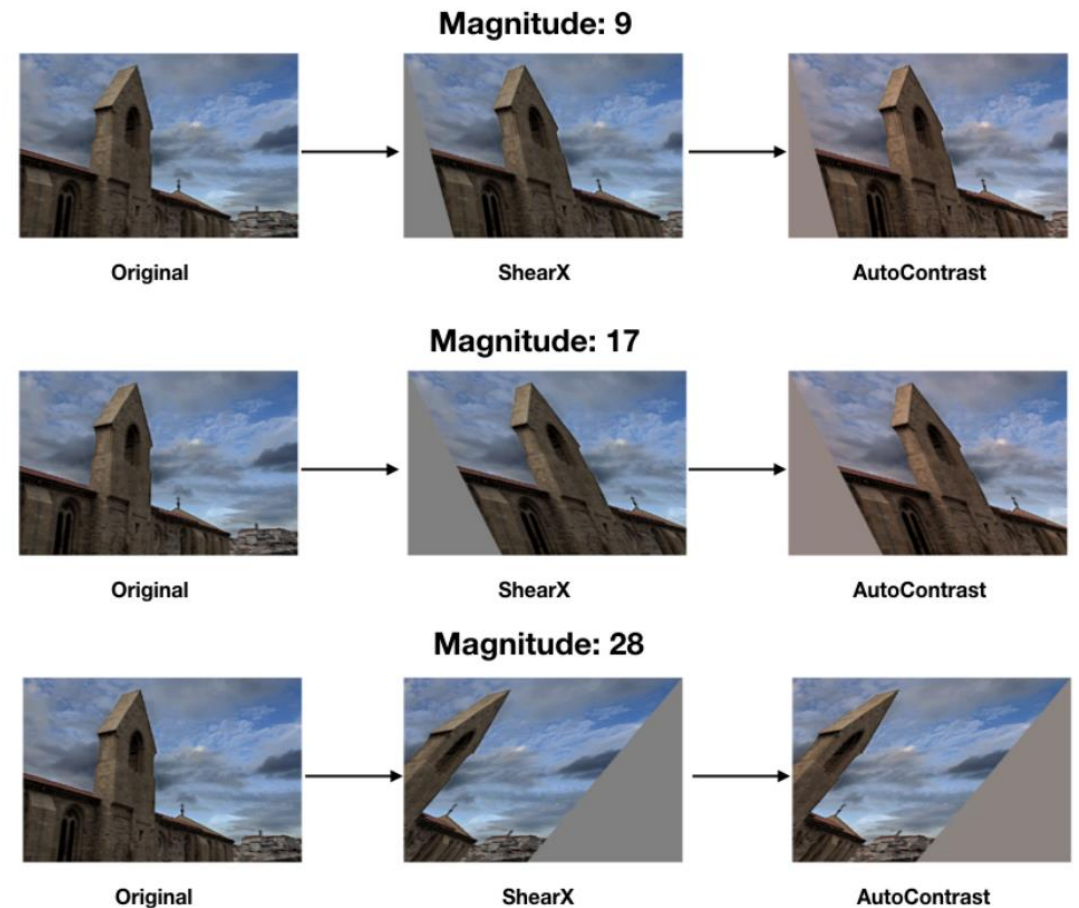 Magnitude: 9
Original
ShearX
AutoContrast
Magnitude: 17
Original
ShearX
AutoContrast
Magnitude: 28
Original
ShearX
AutoContrast